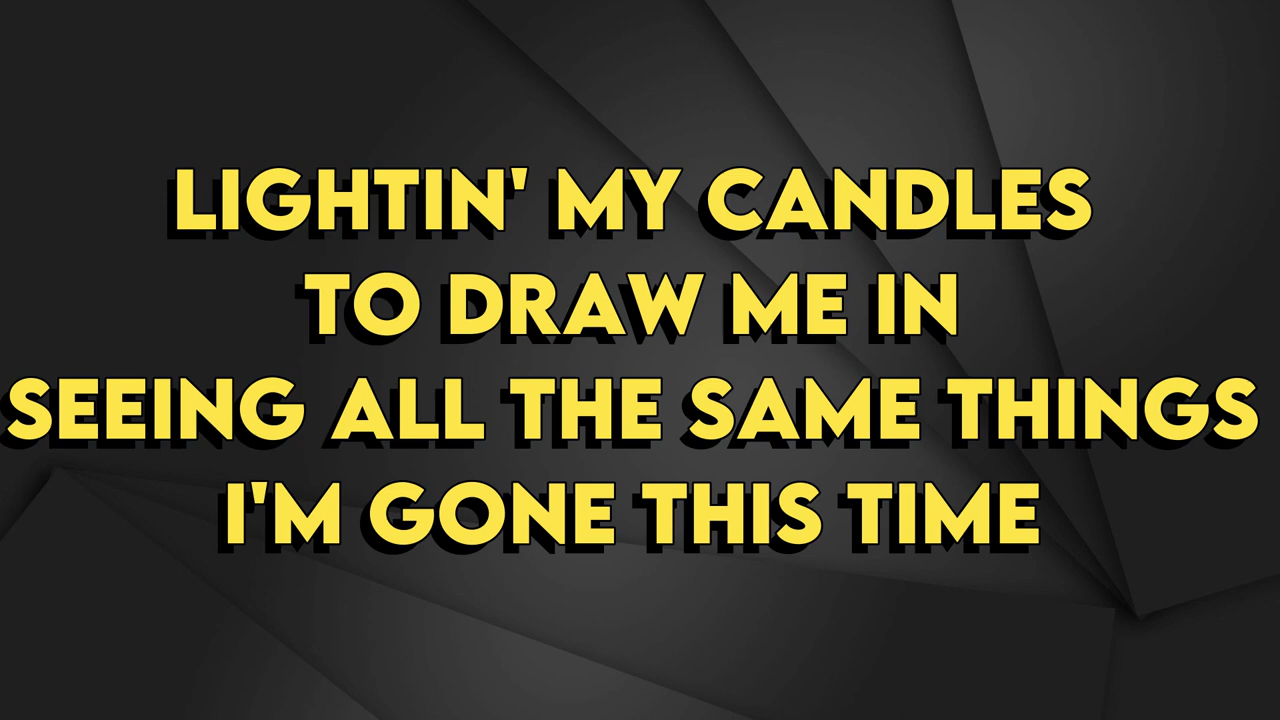 LIGHTIN' MY CANDLES
TO DRAW ME IN
SEEING ALL THE SAME THINGS
I'M GONE THIS TIME